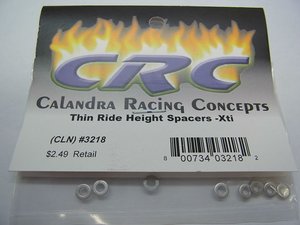 CRC
Calandra Racing Concepts
Thin Ride Height Spacers -Xti
(CLN) #3218
$2.49 Retail
8 00734 03218 2